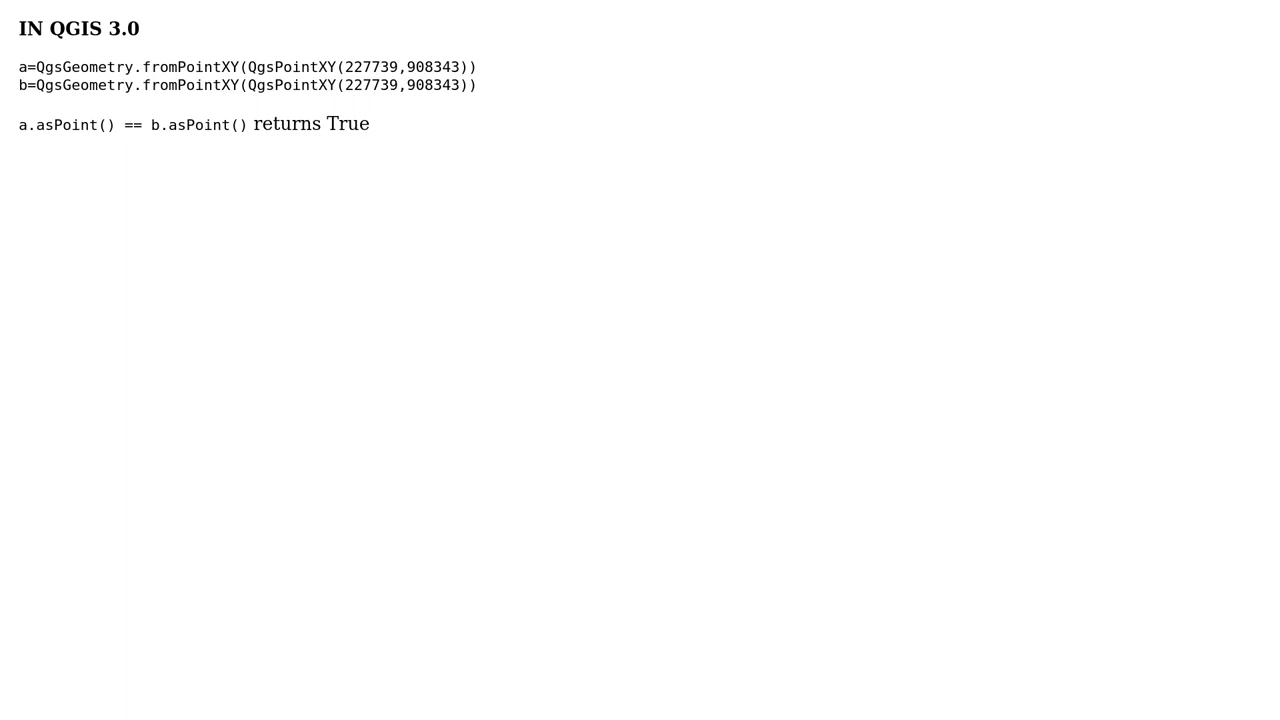 IN QGIS 3.0
a=QgsGeometry.fromPointXY(QgsPointXY(227739,908343))
b=QgsGeometry.fromPointXY(QgsPointXY(227739,908343))
a.asPoint() == b.asPoint() returns True